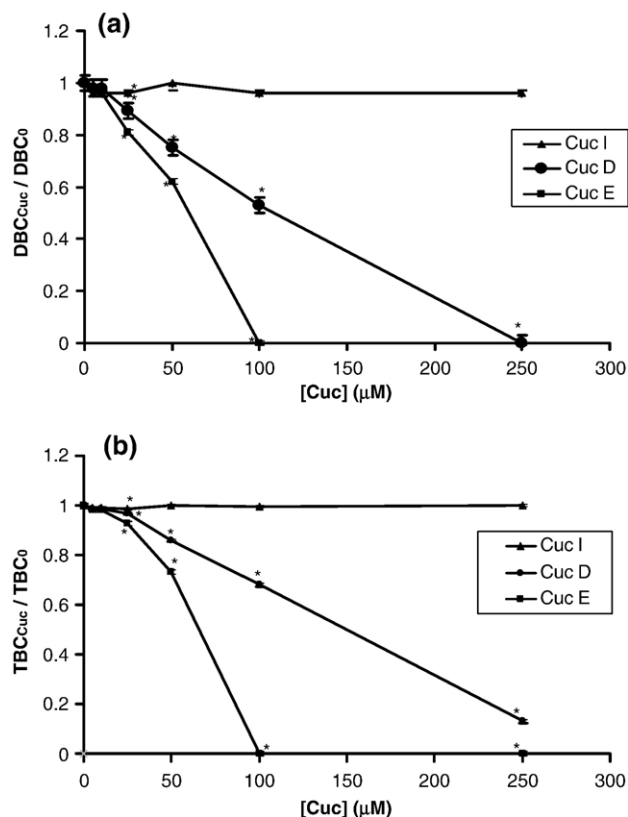 (a)
1.2
1
0.8
0.6
0.4
0.2
0
DBCCuc / DBC0
* * * * * * * * *
Cuc I
Cuc D
Cuc E
0 50 100 150 200 250 300
[Cuc] (µM)
(b)
1.2
1
0.8
0.6
0.4
0.2
0
TBCCuc / TBC0
* * * * * * * * *
Cuc I
Cuc D
Cuc E
0 50 100 150 200 250 300
[Cuc] (µM)